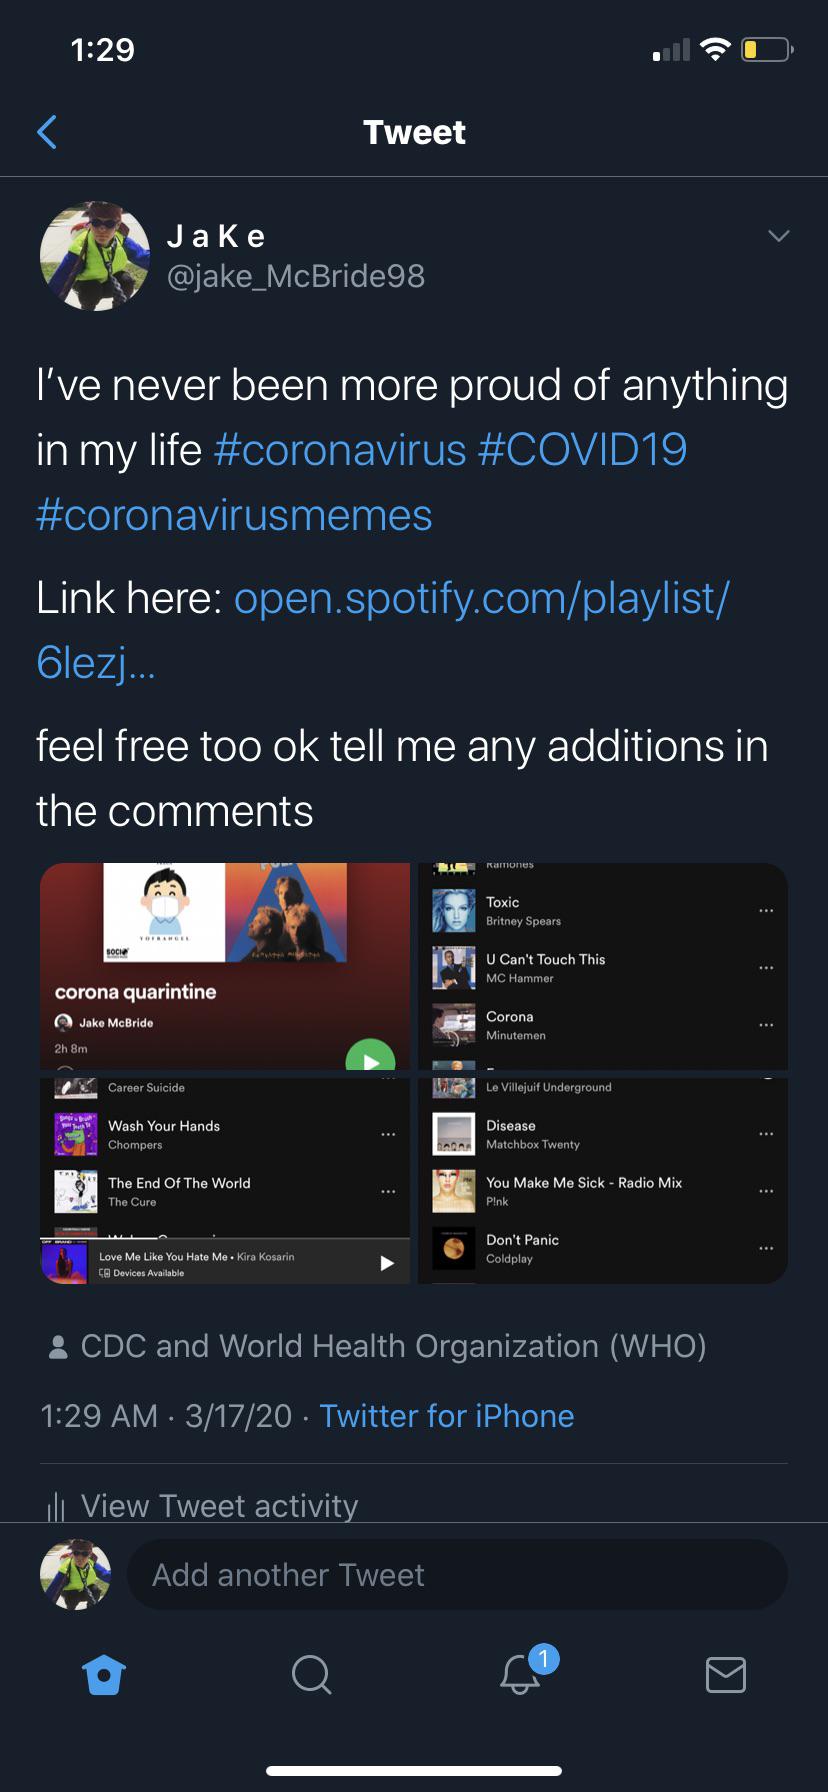 1:29
Tweet
J a K e
@jake_McBride98
I've never been more proud of anything
in my life #coronavirus #COVID19
#coronavirusmemes
Link here: open.spotify.com/playlist/
6lezj...
feel free too ok tell me any additions in
the comments
YOFRANGEL
SOCIO
corona quarintine
Jake McBride
2h 8m
Ramones
Toxic
Britney Spears
U Can't Touch This
MC Hammer
Corona
Minutemen
Career Suicide
Wash Your Hands
Chompers
The End Of The World
The Cure
Love Me Like You Hate Me • Kira Kosarin
Devices Available
Le Villejuif Underground
Disease
Matchbox Twenty
You Make Me Sick - Radio Mix
P!nk
Don't Panic
Coldplay
CDC and World Health Organization (WHO)
1:29 AM · 3/17/20 · Twitter for iPhone
View Tweet activity
Add another Tweet
1